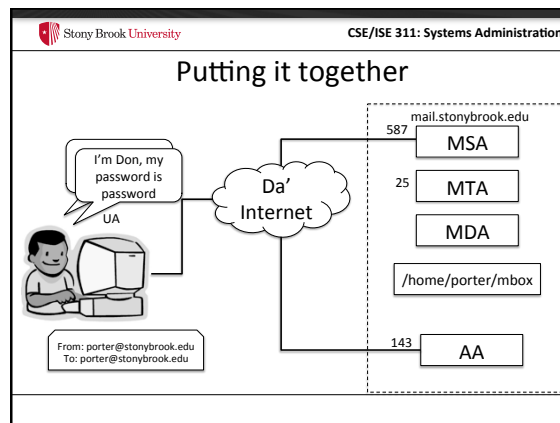 Stony Brook University
CSE/ISE 311: Systems Administration
Putting it together
mail.stonybrook.edu
587
MSA
I'm Don, my
password is
password
UA
Da'
Internet
25
MTA
MDA
/home/porter/mbox
From: porter@stonybrook.edu
To: porter@stonybrook.edu
143
AA